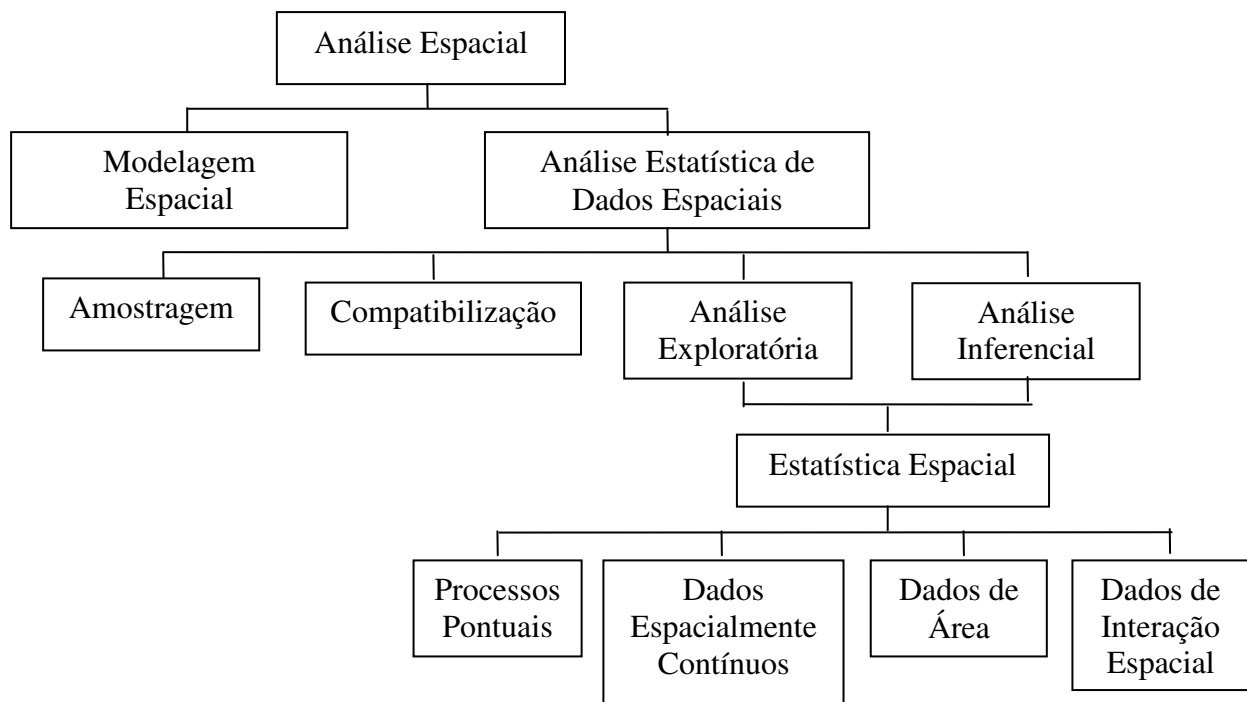 Análise Espacial
Modelagem
Espacial
Análise Estatística de
Dados Espaciais
Amostragem
Compatibilização
Análise
Exploratória
Análise
Inferencial
Estatística Espacial
Processos
Pontuais
Dados
Espacialmente
Contínuos
Dados de
Área
Dados de
Interação
Espacial